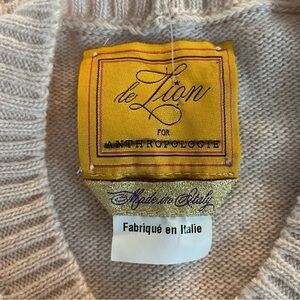 de Lion
FOR
ANTHROPOLOGIE
Made in Italy
Fabriqué en Italie